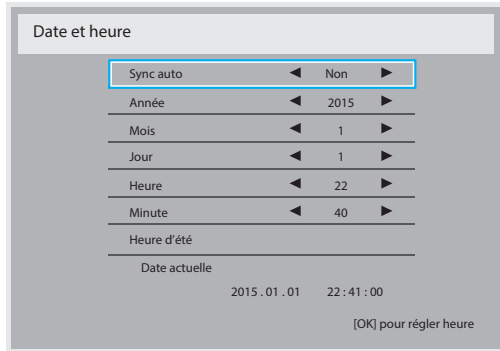 Date et heure
Sync auto ◀ Non ▶
Année ◀ 2015 ▶
Mois ◀ 1 ▶
Jour ◀ 1 ▶
Heure ◀ 22 ▶
Minute ◀ 40 ▶
Heure d'été
Date actuelle
2015 . 01 . 01 22 : 41 : 00
[OK] pour régler heure